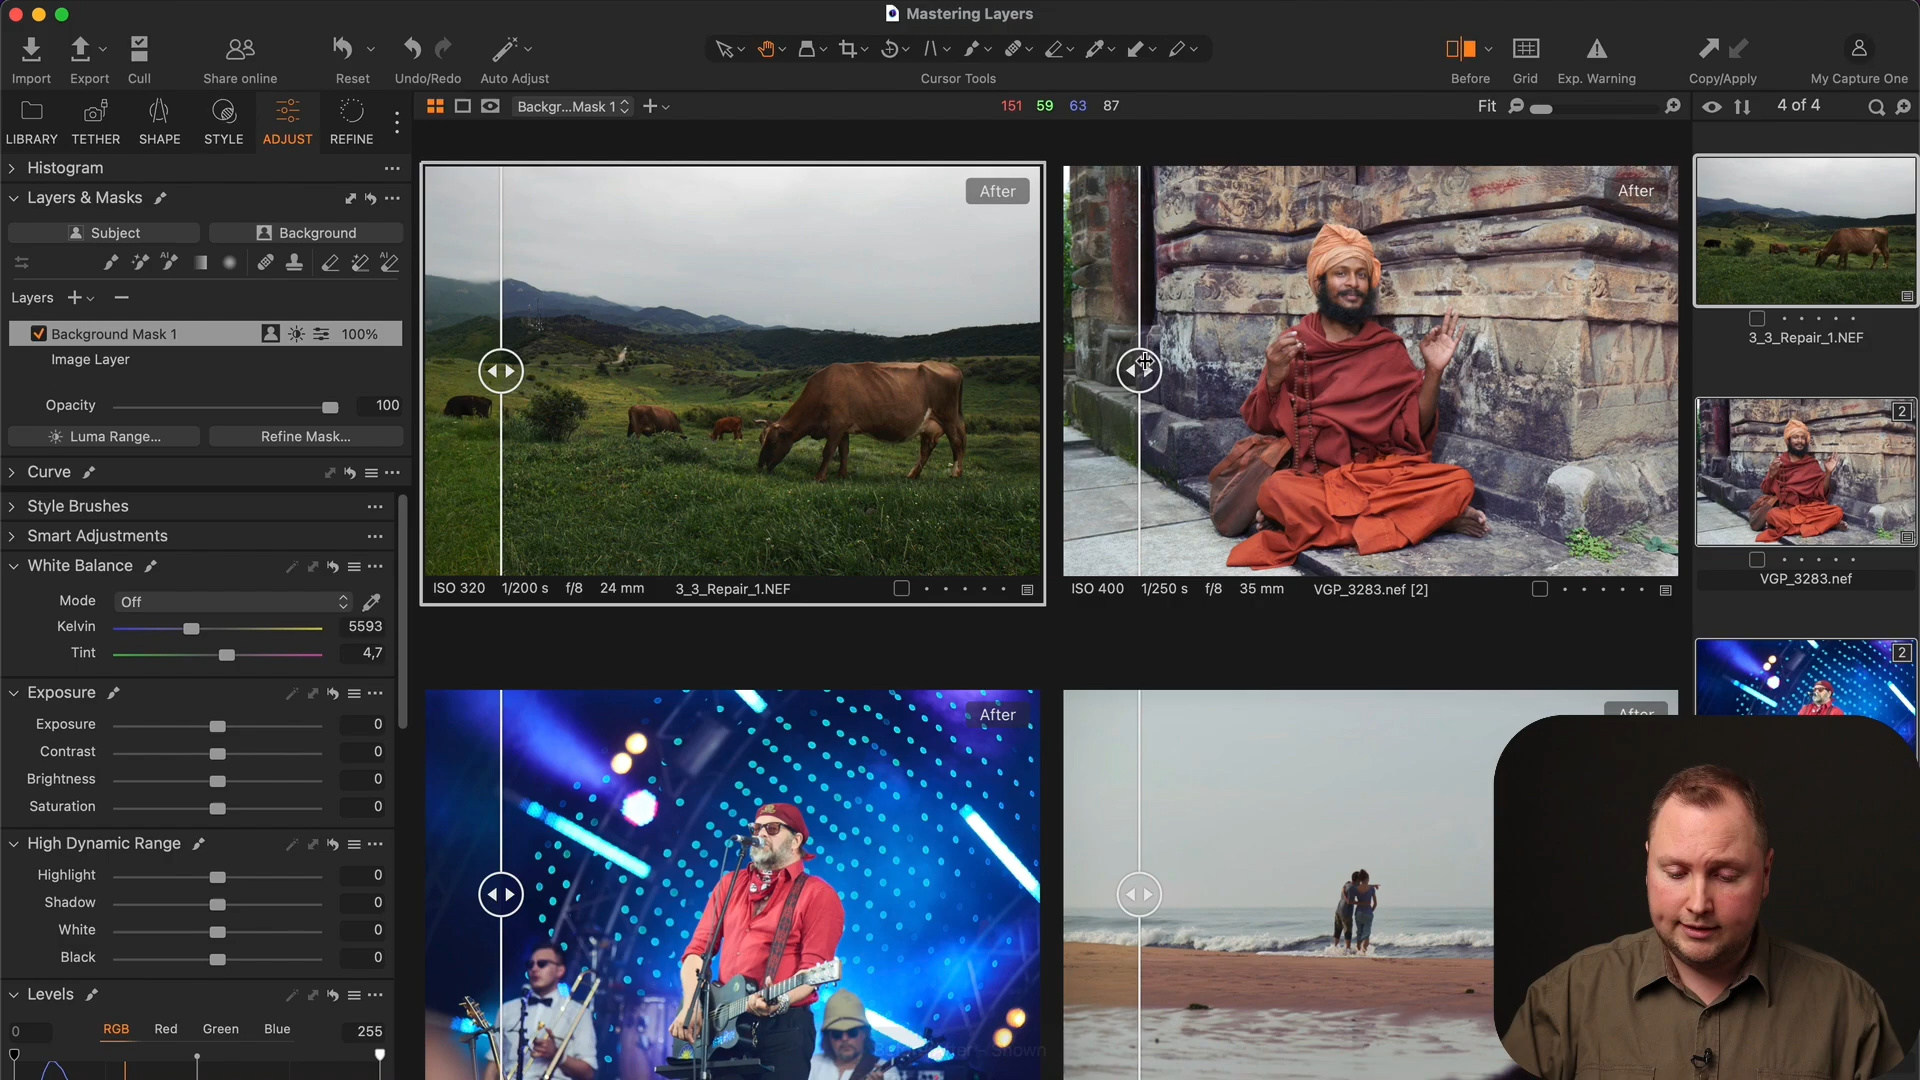 Mastering Layers
Import
Export
Cull
Share online
Reset
Undo/Redo
Auto Adjust
Cursor Tools
Before
Grid
Exp. Warning
Copy/Apply
My Capture One
LIBRARY
TETHER
SHAPE
STYLE
ADJUST
REFINE
Backgr...Mask 1
151 59 63 87
Fit
4 of 4
Histogram
Layers & Masks
Subject
Background
AI
AI
Layers
Background Mask 1
100%
Image Layer
Opacity
100
Luma Range...
Refine Mask...
Curve
Style Brushes
Smart Adjustments
White Balance
Mode
Off
Kelvin
5593
Tint
4,7
Exposure
Exposure
0
Contrast
0
Brightness
0
Saturation
0
High Dynamic Range
Highlight
0
Shadow
0
White
0
Black
0
Levels
0
RGB
Red
Green
Blue
255
After
ISO 320 1/200 s f/8 24 mm 3_3_Repair_1.NEF
After
ISO 400 1/250 s f/8 35 mm VGP_3283.nef [2]
After
After
Shown
3_3_Repair_1.NEF
2
VGP_3283.nef
2